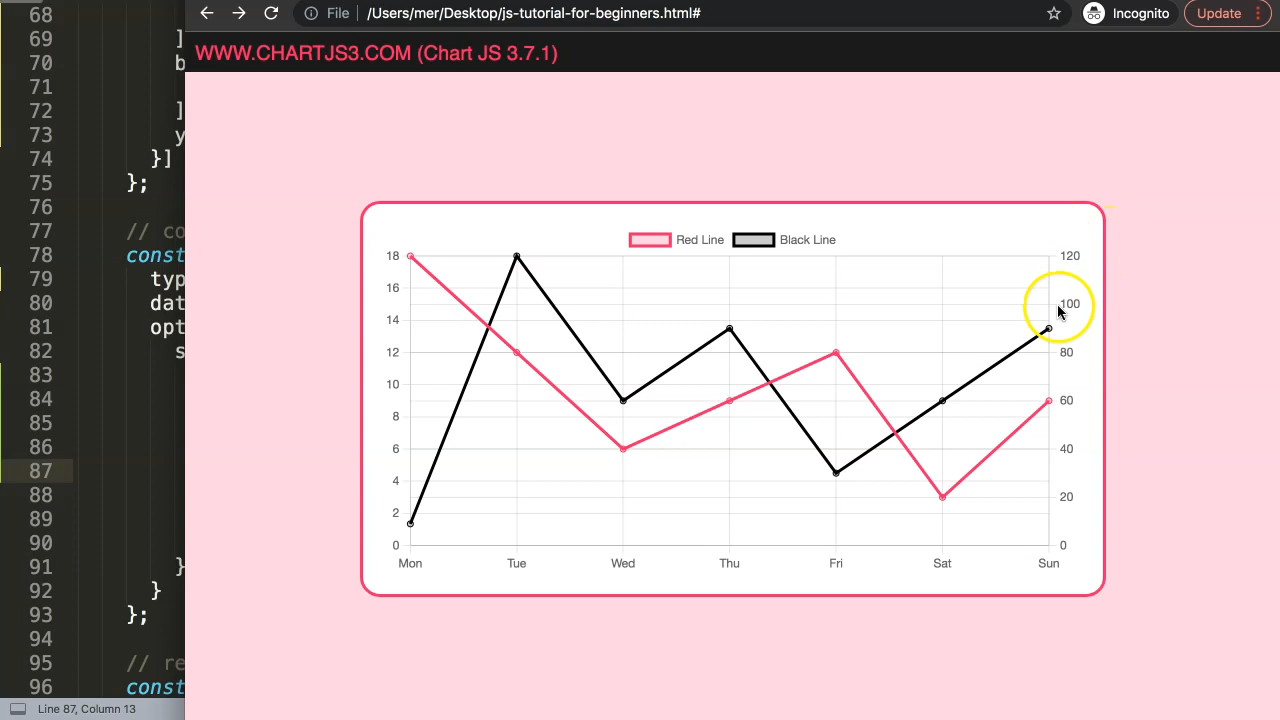 File /Users/mer/Desktop/js-tutorial-for-beginners.html# Incognito Update
WWW.CHARTJS3.COM (Chart JS 3.7.1)
68
69 ]
70 b
71
72 ]
73 y
74 }]
75 };
76
77 // co
78 const
79 typ
80 dat
81 opt
82 s
83
84
85
86
87
88
89
90
91 }
92 }
93 };
94
95 // re
96 const
Line 87, Column 13
Red Line Black Line
18 120
16
14 100
12 80
10
8 60
6 40
4
2 20
0 0
Mon Tue Wed Thu Fri Sat Sun